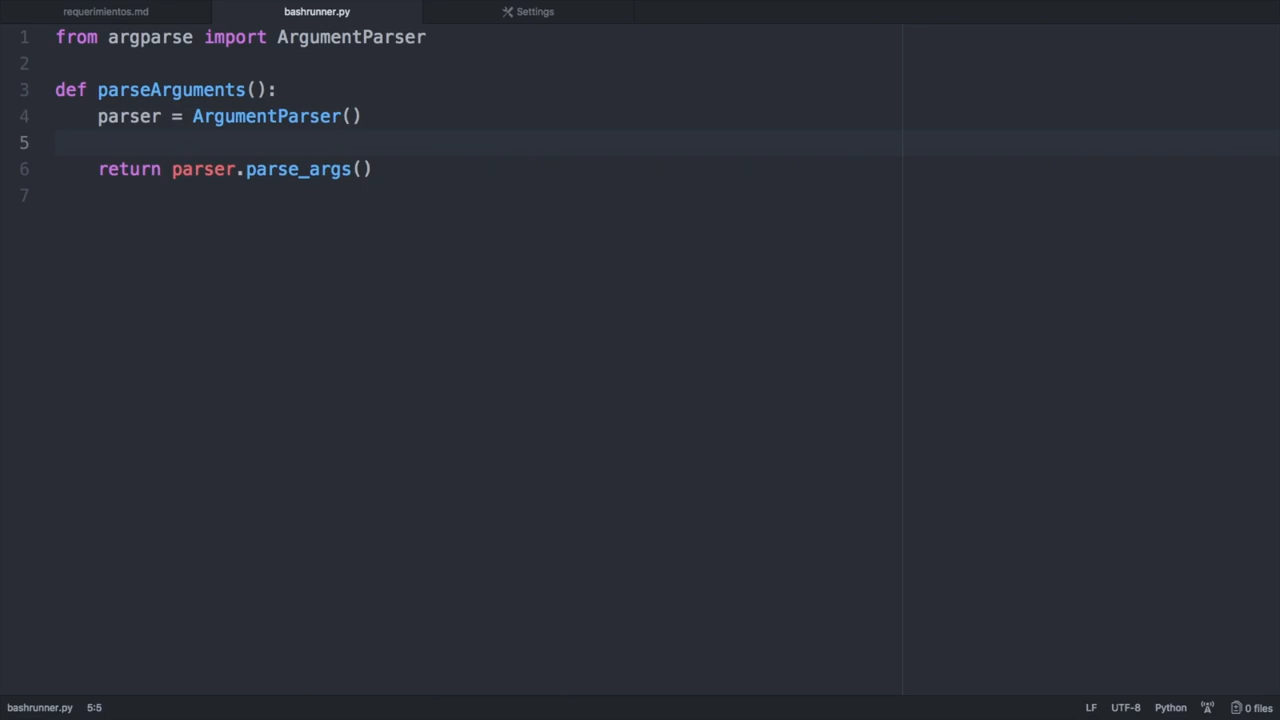 requerimientos.md bashrunner.py Settings
1 from argparse import ArgumentParser
2
3 def parseArguments():
4 parser = ArgumentParser()
5
6 return parser.parse_args()
7
bashrunner.py 5:5 LF UTF-8 Python 0 files